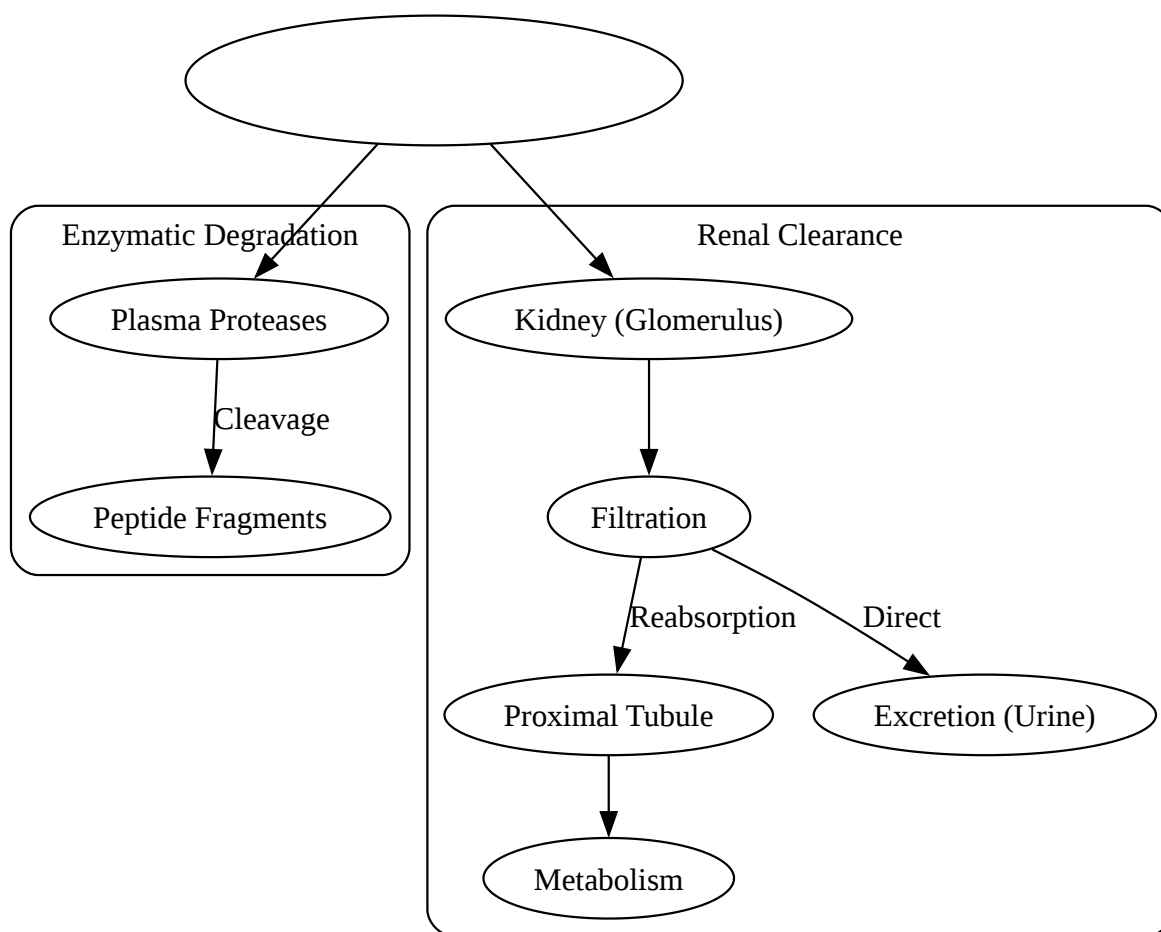 Enzymatic Degradation
Renal Clearance
Plasma Proteases
Kidney (Glomerulus)
Cleavage
Peptide Fragments
Filtration
Reabsorption
Direct
Proximal Tubule
Excretion (Urine)
Metabolism